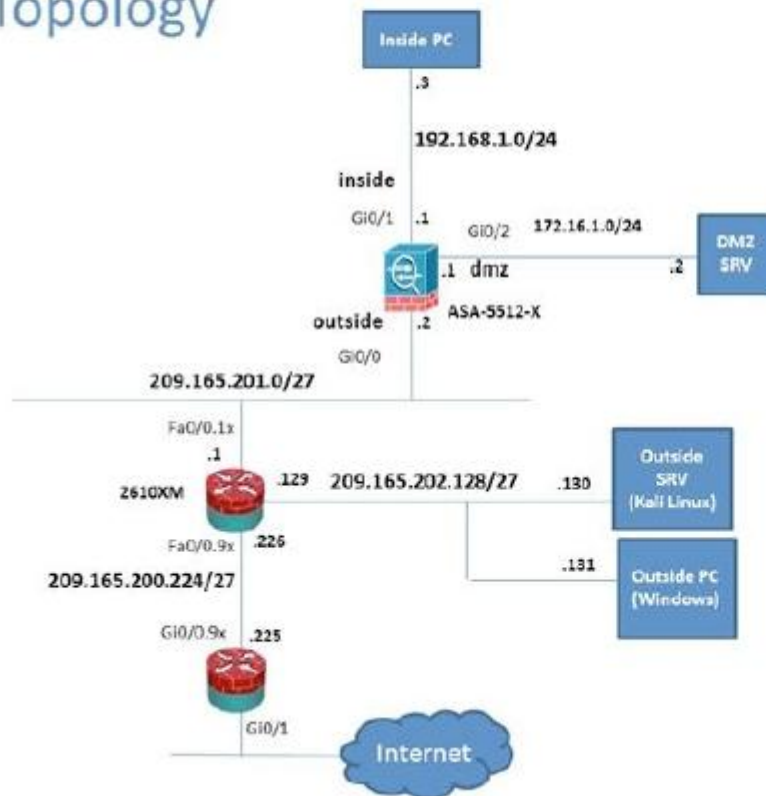 Topology
Inside PC
.3
192.168.1.0/24
inside
Gi0/1
.1
Gi0/2
172.16.1.0/24
DMZ
SRV
.1
dmz
.2
ASA-5512-X
outside
.2
Gi0/0
209.165.201.0/27
Fa0/0.1x
.1
2610XM
.129
209.165.202.128/27
.130
Outside
SRV
(Kali Linux)
Fa0/0.9x
.226
.131
Outside PC
(Windows)
209.165.200.224/27
Gi0/0.9x
.225
Gi0/1
Internet